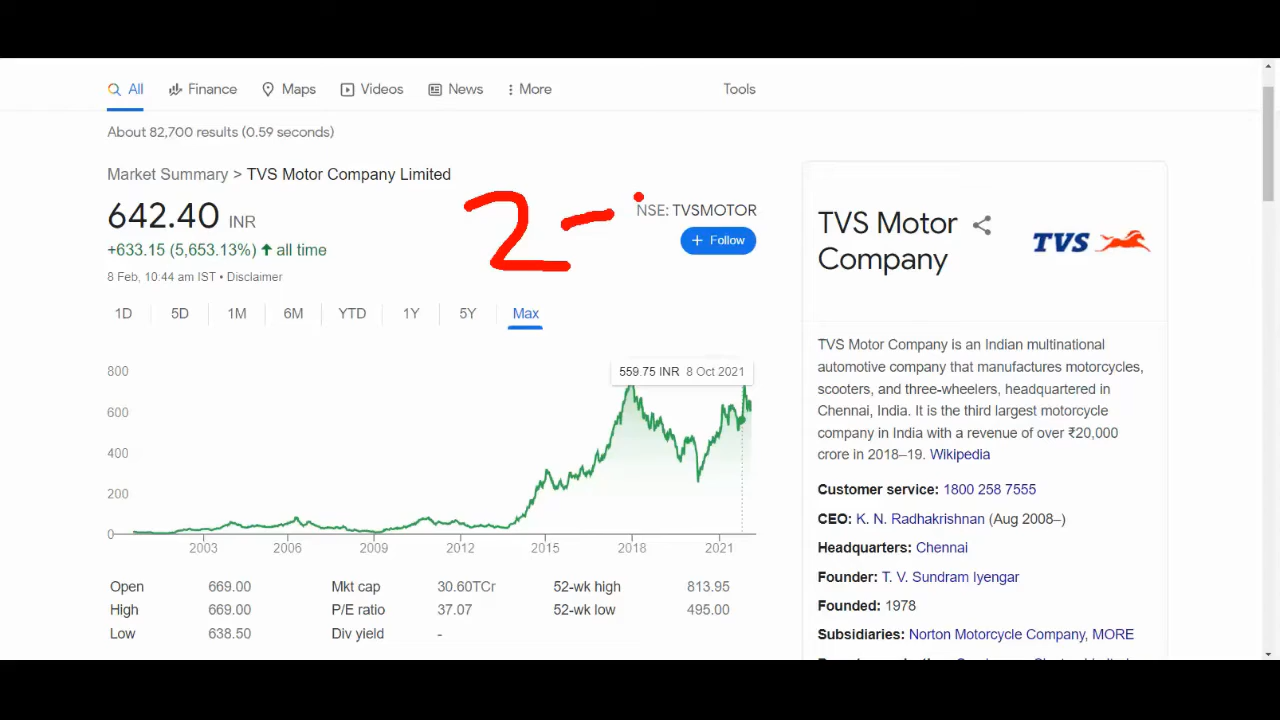 All Finance Maps Videos News More Tools
About 82,700 results (0.59 seconds)
Market Summary > TVS Motor Company Limited
642.40 INR
+633.15 (5,653.13%) all time
8 Feb, 10:44 am IST • Disclaimer
2-
NSE: TVSMOTOR
+ Follow
1D 5D 1M 6M YTD 1Y 5Y Max
559.75 INR 8 Oct 2021
800
600
400
200
0
2003 2006 2009 2012 2015 2018 2021
Open 669.00 Mkt cap 30.60TCr 52-wk high 813.95
High 669.00 P/E ratio 37.07 52-wk low 495.00
Low 638.50 Div yield -
TVS Motor
Company
TVS
TVS Motor Company is an Indian multinational
automotive company that manufactures motorcycles,
scooters, and three-wheelers, headquartered in
Chennai, India. It is the third largest motorcycle
company in India with a revenue of over ₹20,000
crore in 2018–19. Wikipedia
Customer service: 1800 258 7555
CEO: K. N. Radhakrishnan (Aug 2008–)
Headquarters: Chennai
Founder: T. V. Sundram Iyengar
Founded: 1978
Subsidiaries: Norton Motorcycle Company, MORE